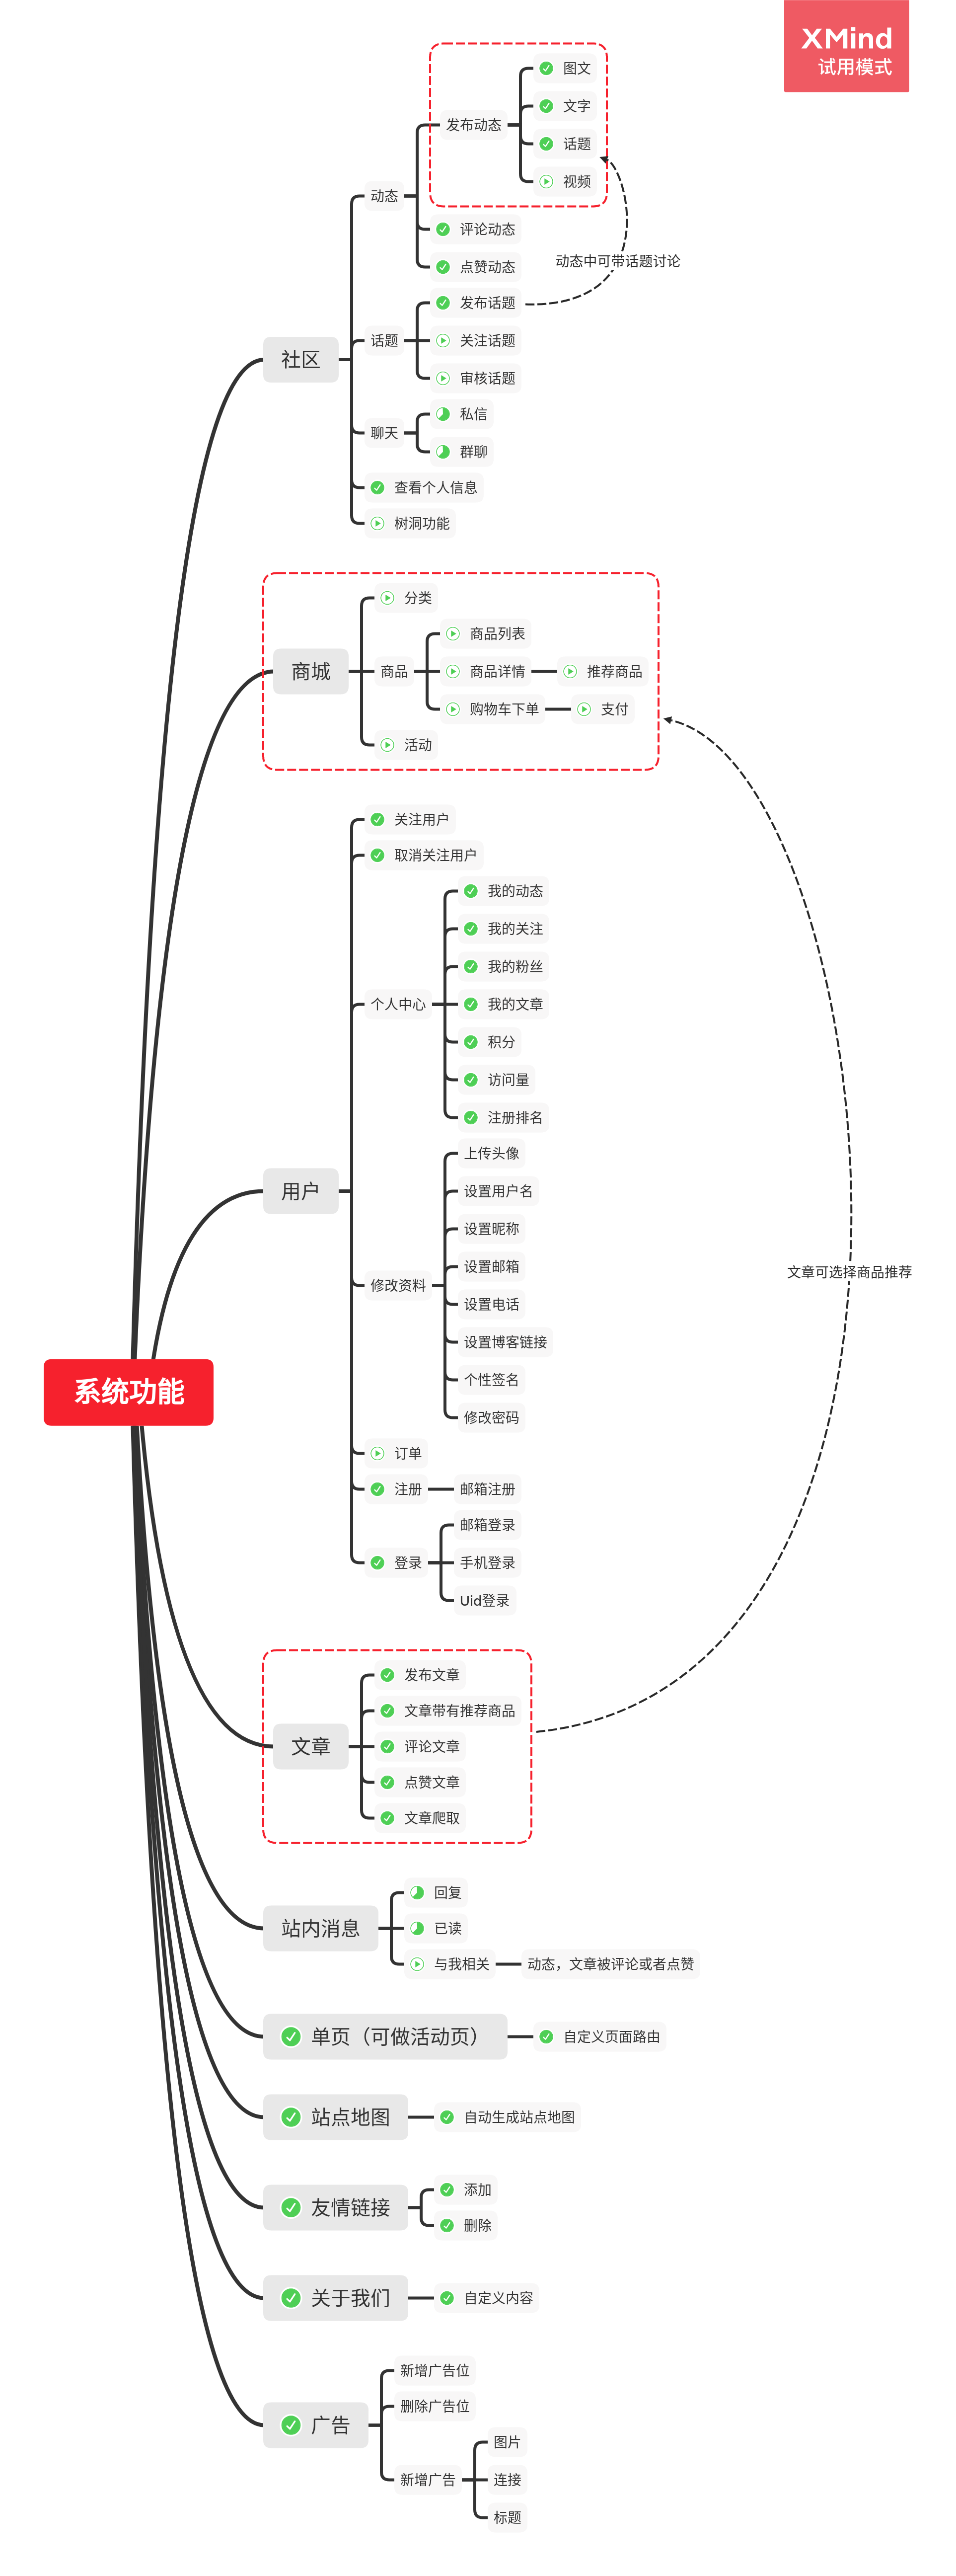 XMind
试用模式
系统功能
社区
动态
发布动态
图文
文字
话题
视频
评论动态
点赞动态
动态中可带话题讨论
话题
发布话题
关注话题
审核话题
聊天
私信
群聊
查看个人信息
树洞功能
商城
分类
商品
商品列表
商品详情
推荐商品
购物车下单
支付
活动
用户
关注用户
取消关注用户
个人中心
我的动态
我的关注
我的粉丝
我的文章
积分
访问量
注册排名
修改资料
上传头像
设置用户名
设置昵称
设置邮箱
设置电话
设置博客链接
个性签名
修改密码
订单
注册
邮箱注册
登录
邮箱登录
手机登录
Uid登录
文章可选择商品推荐
文章
发布文章
文章带有推荐商品
评论文章
点赞文章
文章爬取
站内消息
回复
已读
与我相关
动态，文章被评论或者点赞
单页（可做活动页）
自定义页面路由
站点地图
自动生成站点地图
友情链接
添加
删除
关于我们
自定义内容
广告
新增广告位
删除广告位
新增广告
图片
连接
标题